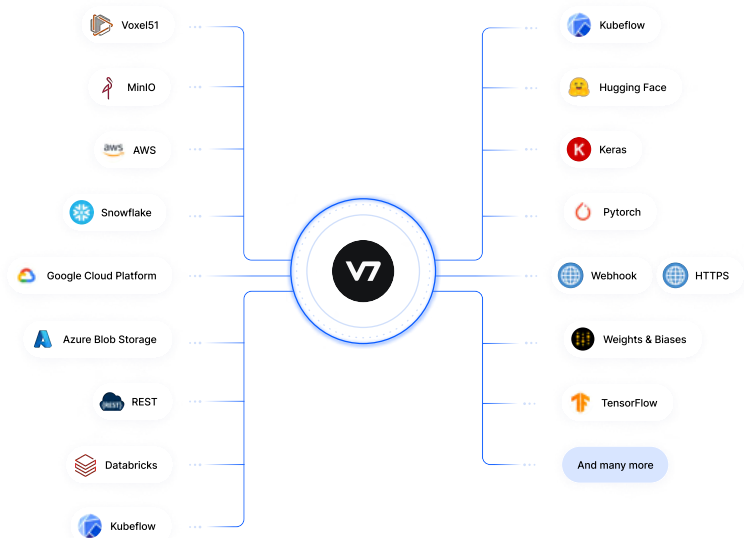 Voxel51
Kubeflow
MinIO
Hugging Face
aws
AWS
K
Keras
Snowflake
Pytorch
Google Cloud Platform
V7
Webhook
HTTPS
Azure Blob Storage
Weights & Biases
{REST}
REST
TensorFlow
Databricks
And many more
Kubeflow